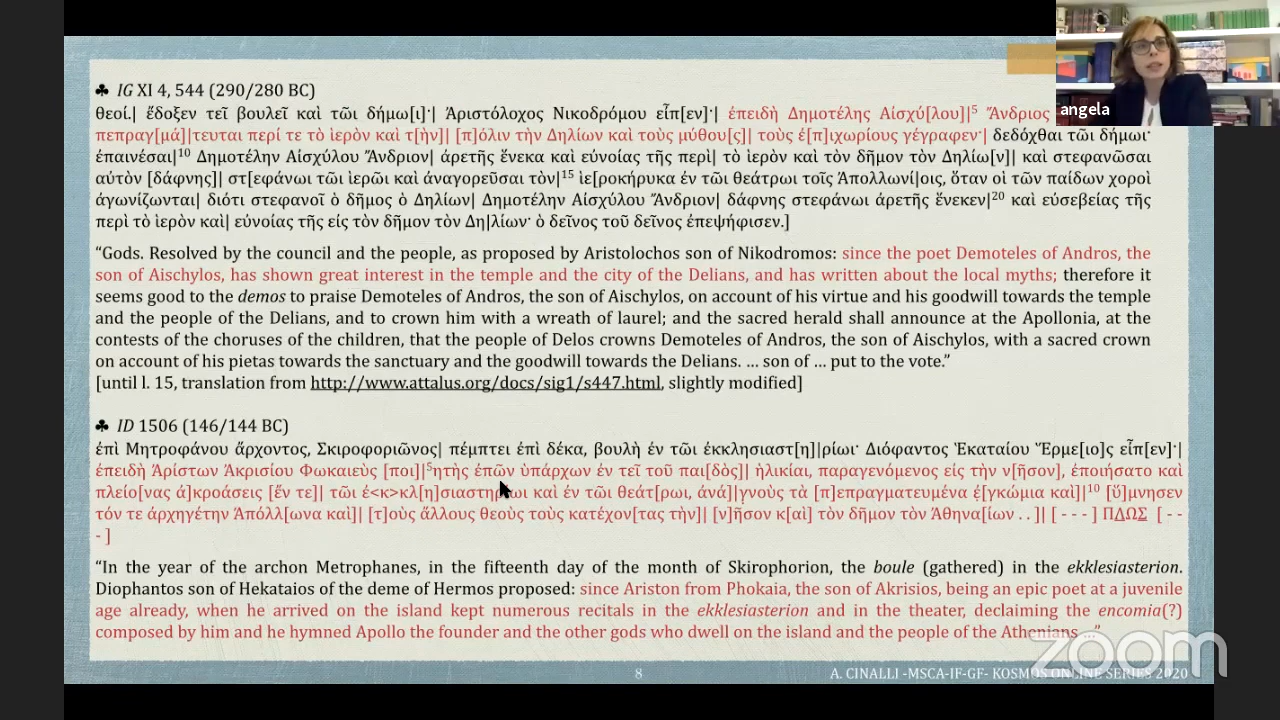 ♣ IG XI 4, 544 (290/280 BC)
θεοί.| ἔδοξεν τεῖ βουλεῖ καὶ τῶι δήμω[ι]·| Ἀριστόλοχος Νικοδρόμου εἶπ[εν]·| ἐπειδὴ Δημοτέλης Αἰσχύ[λου]|⁵ Ἄνδριος
πεπραγ[μά]|τευται περί τε τὸ ἱερὸν καὶ τ[ὴν]| [π]όλιν τὴν Δηλίων καὶ τοὺς μύθου[ς]| τοὺς ἐ[π]ιχωρίους γέγραφεν·| δεδόχθαι τῶι δήμωι·
ἐπαινέσαι|¹⁰ Δημοτέλην Αἰσχύλου Ἄνδριον| ἀρετῆς ἕνεκα καὶ εὐνοίας τῆς περὶ| τὸ ἱερὸν καὶ τὸν δῆμον τὸν Δηλίω[ν]| καὶ στεφανῶσαι
αὐτὸν [δάφνης]| στ[εφάνωι τῶι ἱερῶι καὶ ἀναγορεῦσαι τὸν|¹⁵ ἱε[ροκήρυκα ἐν τῶι θεάτρωι τοῖς Ἀπολλωνί|οις, ὅταν οἱ τῶν παίδων χοροὶ
ἀγωνίζωνται| διότι στεφανοῖ ὁ δῆμος ὁ Δηλίων| Δημοτέλην Αἰσχύλου Ἄνδριον| δάφνης στεφάνωι ἀρετῆς ἕνεκεν|²⁰ καὶ εὐσεβείας τῆς
περὶ τὸ ἱερὸν καὶ| εὐνοίας τῆς εἰς τὸν δῆμον τὸν Δη|λίων· ὁ δεῖνος τοῦ δεῖνος ἐπεψήφισεν.]
“Gods. Resolved by the council and the people, as proposed by Aristolochos son of Nikodromos: since the poet Demoteles of Andros, the
son of Aischylos, has shown great interest in the temple and the city of the Delians, and has written about the local myths; therefore it
seems good to the demos to praise Demoteles of Andros, the son of Aischylos, on account of his virtue and his goodwill towards the temple
and the people of the Delians, and to crown him with a wreath of laurel; and the sacred herald shall announce at the Apollonia, at the
contests of the choruses of the children, that the people of Delos crowns Demoteles of Andros, the son of Aischylos, with a sacred crown
on account of his pietas towards the sanctuary and the goodwill towards the Delians. … son of … put to the vote.”
[until l. 15, translation from http://www.attalus.org/docs/sig1/s447.html, slightly modified]
♣ ID 1506 (146/144 BC)
ἐπὶ Μητροφάνου ἄρχοντος, Σκιροφοριῶνος| πέμπτει ἐπὶ δέκα, βουλὴ ἐν τῶι ἐκκλησιαστ[η]|ρίωι· Διόφαντος Ἑκαταίου Ἕρμε[ιο]ς εἶπ[εν]·|
ἐπειδὴ Ἀρίστων Ἀκρισίου Φωκαιεὺς [ποι]|⁵ητὴς ἐπῶν ὑπάρχων ἐν τεῖ τοῦ παι[δὸς]| ἡλικίαι, παραγενόμενος εἰς τὴν ν[ῆσον], ἐποιήσατο καὶ
πλείο[νας ἀ]κροάσεις [ἔν τε]| τῶι ἐ<κ>κλ[η]σιαστηρίωι καὶ ἐν τῶι θεάτ[ρωι, ἀνά]|γνοὺς τὰ [π]επραγματευμένα ἐ[γκώμια καὶ]|¹⁰ [ὕ]μνησεν
τόν τε ἀρχηγέτην Ἀπόλλ[ωνα καὶ]| [τ]οὺς ἄλλους θεοὺς τοὺς κατέχον[τας τὴν]| [ν]ῆσον κ[αὶ] τὸν δῆμον τὸν Ἀθηνα[ίων . . ]| [ - - - ] ΠΔΩΣ [ - -
- ]
“In the year of the archon Metrophanes, in the fifteenth day of the month of Skirophorion, the boule (gathered) in the ekklesiasterion.
Diophantos son of Hekataios of the deme of Hermos proposed: since Ariston from Phokaia, the son of Akrisios, being an epic poet at a juvenile
age already, when he arrived on the island kept numerous recitals in the ekklesiasterion and in the theater, declaiming the encomia(?)
composed by him and he hymned Apollo the founder and the other gods who dwell on the island and the people of the Athenians ...”
8
A. CINALLI -MSCA-IF-GF- KOSMOS ONLINE SERIES 2020
angela
zoom